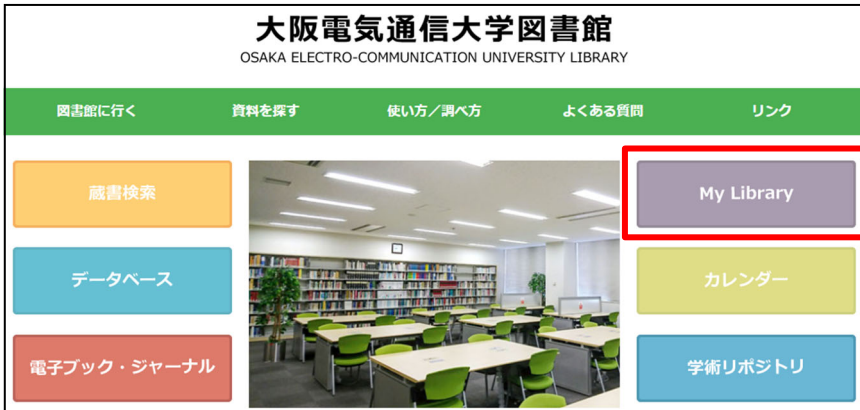 大阪電気通信大学図書館
OSAKA ELECTRO-COMMUNICATION UNIVERSITY LIBRARY
図書館に行く
資料を探す
使い方／調べ方
よくある質問
リンク
蔵書検索
My Library
データベース
カレンダー
電子ブック・ジャーナル
学術リポジトリ